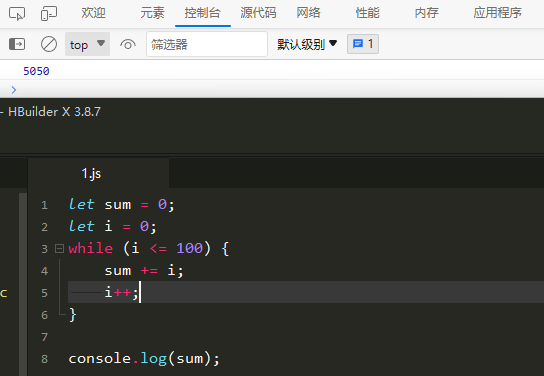 欢迎 元素 控制台 源代码 网络 性能 内存 应用程序
top 筛选器 默认级别 1
5050
- HBuilder X 3.8.7
1.js
1 let sum = 0;
2 let i = 0;
3 while (i <= 100) {
4 sum += i;
c 5 i++;
6 }
7
8 console.log(sum);